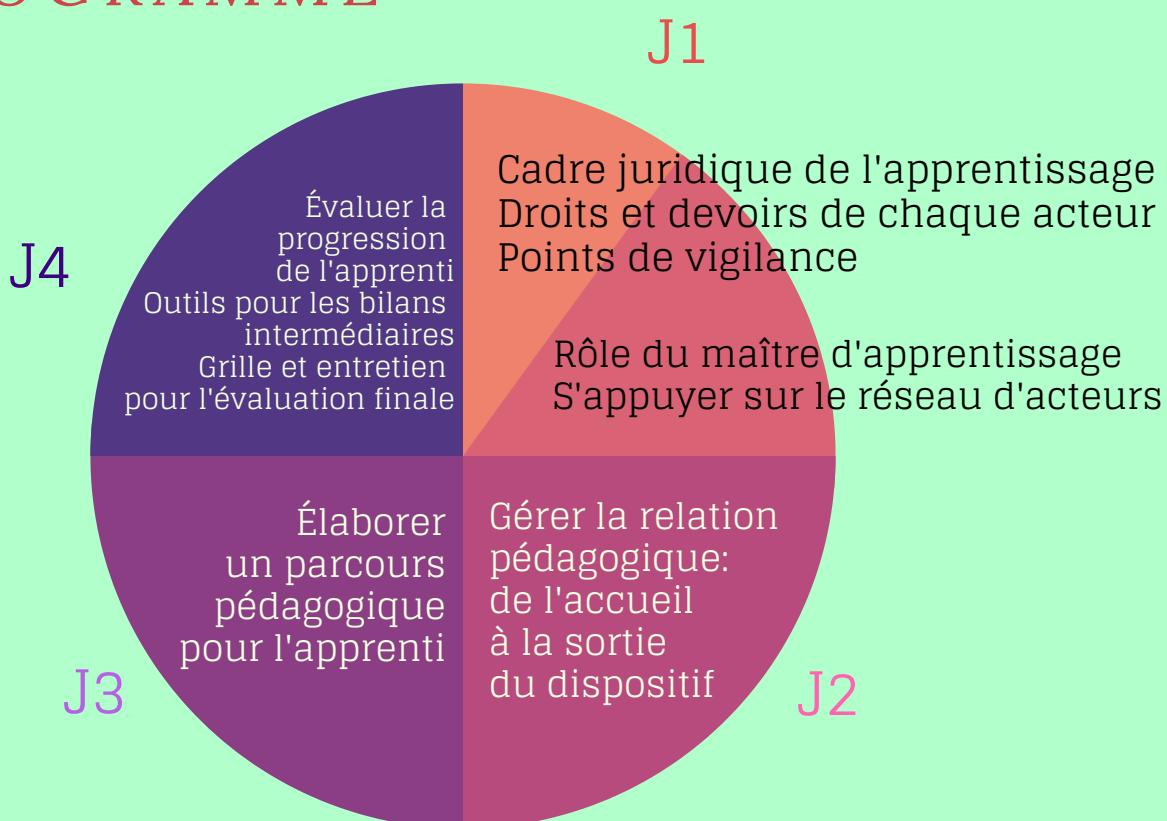 OGRAMME
J1
Cadre juridique de l'apprentissage
Droits et devoirs de chaque acteur
Points de vigilance
Rôle du maître d'apprentissage
S'appuyer sur le réseau d'acteurs
J2
Gérer la relation
pédagogique:
de l'accueil
à la sortie
du dispositif
J3
Élaborer
un parcours
pédagogique
pour l'apprenti
J4
Évaluer la
progression
de l'apprenti
Outils pour les bilans
intermédiaires
Grille et entretien
pour l'évaluation finale